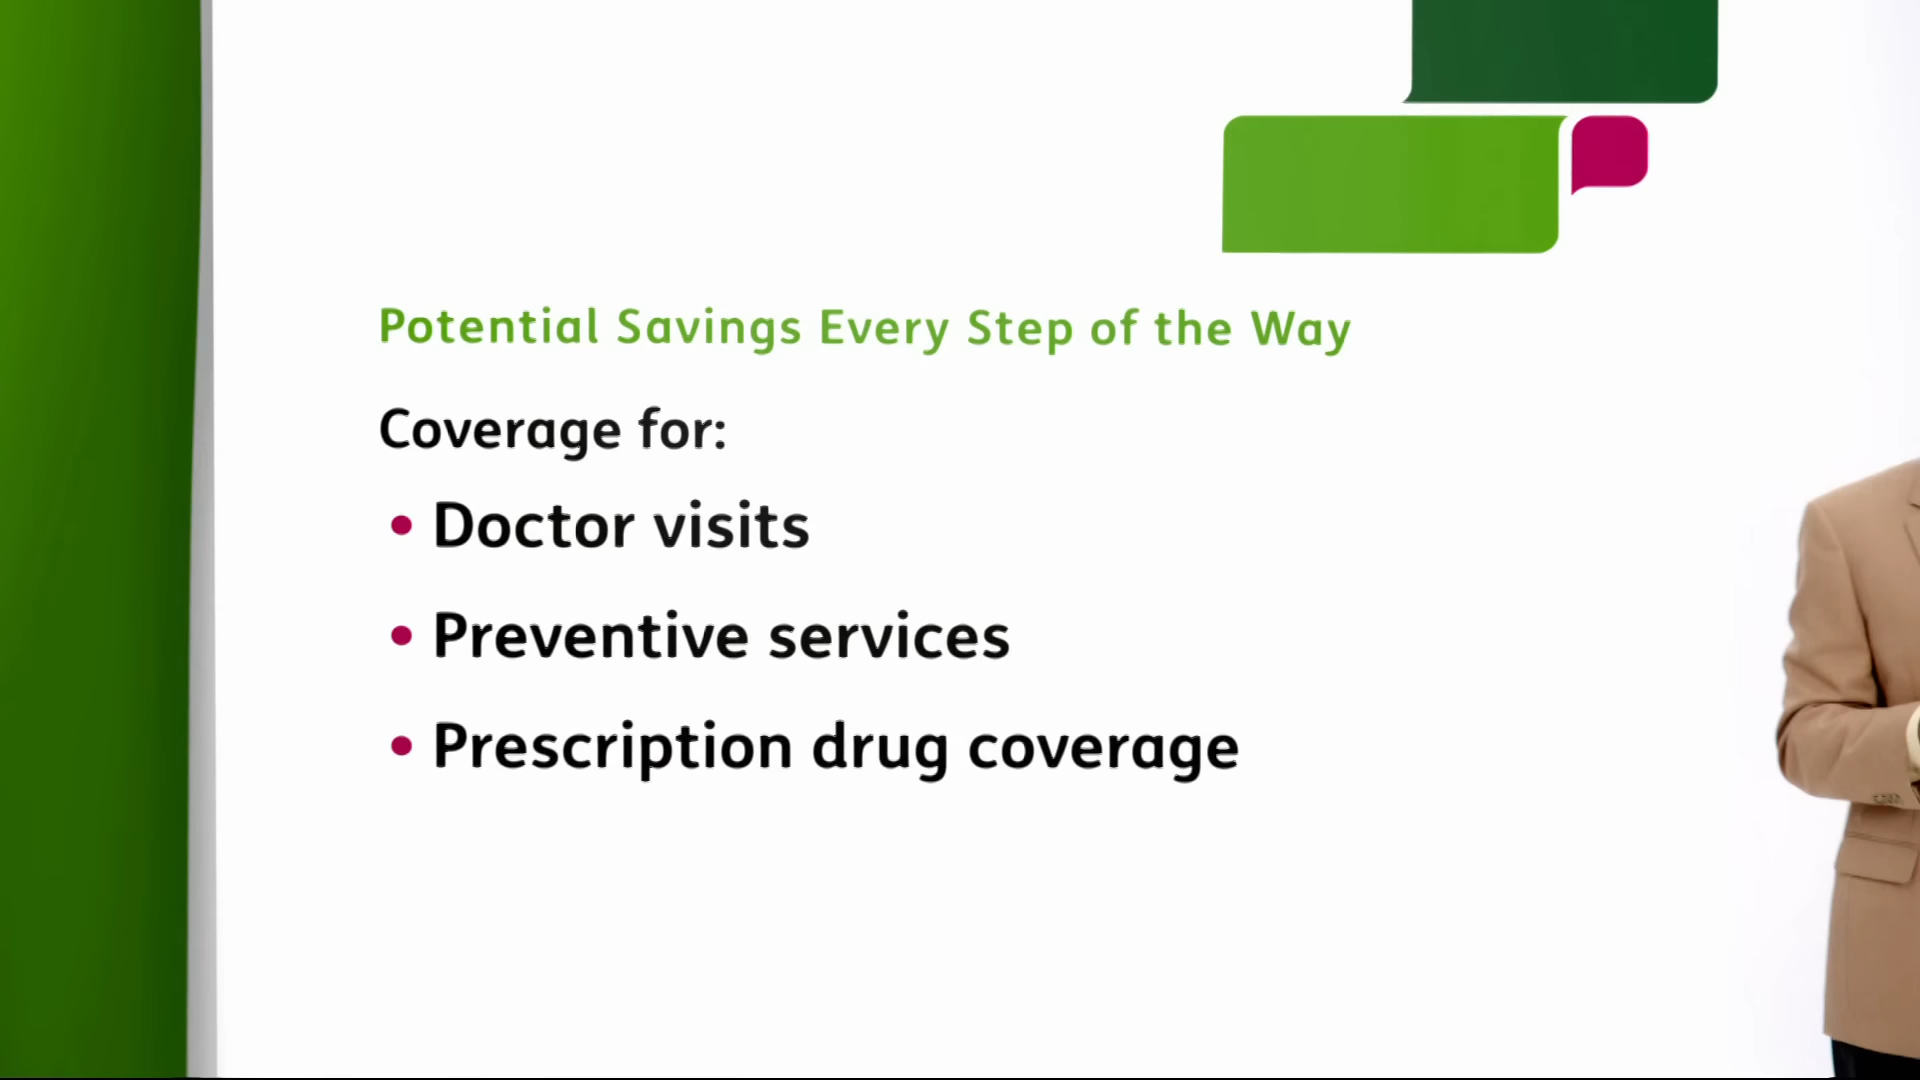 Potential Savings Every Step of the Way
Coverage for:
• Doctor visits
• Preventive services
• Prescription drug coverage